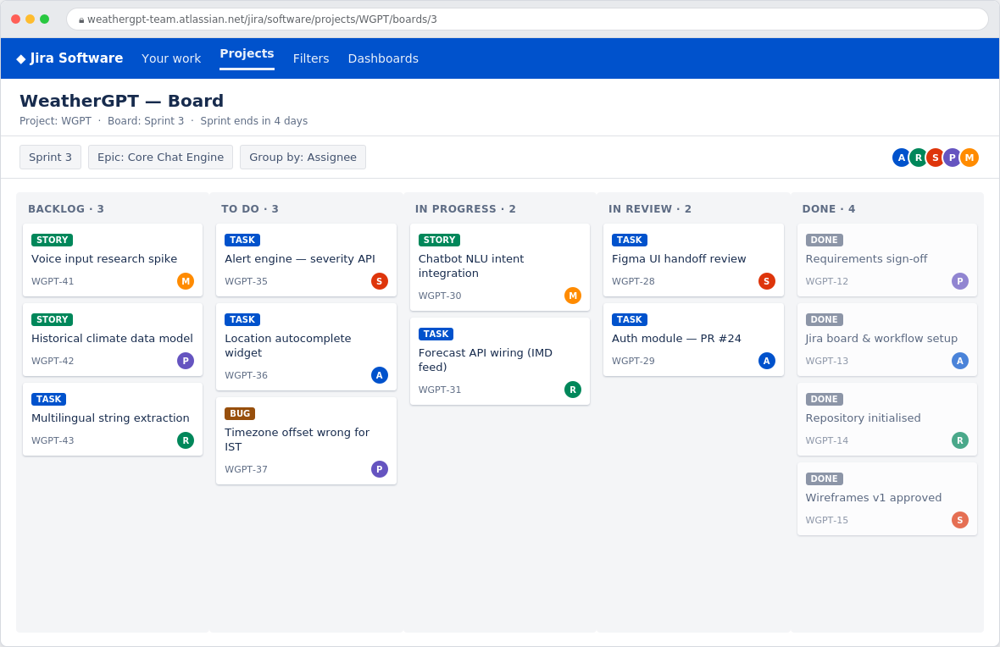 weathergpt-team.atlassian.net/jira/software/projects/WGPT/boards/3
◆ Jira Software Your work Projects Filters Dashboards
WeatherGPT — Board
Project: WGPT · Board: Sprint 3 · Sprint ends in 4 days
Sprint 3 Epic: Core Chat Engine Group by: Assignee A R S P M
BACKLOG · 3
STORY
Voice input research spike
WGPT-41 M
STORY
Historical climate data model
WGPT-42 P
TASK
Multilingual string extraction
WGPT-43 R
TO DO · 3
TASK
Alert engine — severity API
WGPT-35 S
TASK
Location autocomplete
widget
WGPT-36 A
BUG
Timezone offset wrong for
IST
WGPT-37 P
IN PROGRESS · 2
STORY
Chatbot NLU intent
integration
WGPT-30 M
TASK
Forecast API wiring (IMD
feed)
WGPT-31 R
IN REVIEW · 2
TASK
Figma UI handoff review
WGPT-28 S
TASK
Auth module — PR #24
WGPT-29 A
DONE · 4
DONE
Requirements sign-off
WGPT-12 P
DONE
Jira board & workflow setup
WGPT-13 A
DONE
Repository initialised
WGPT-14 R
DONE
Wireframes v1 approved
WGPT-15 S